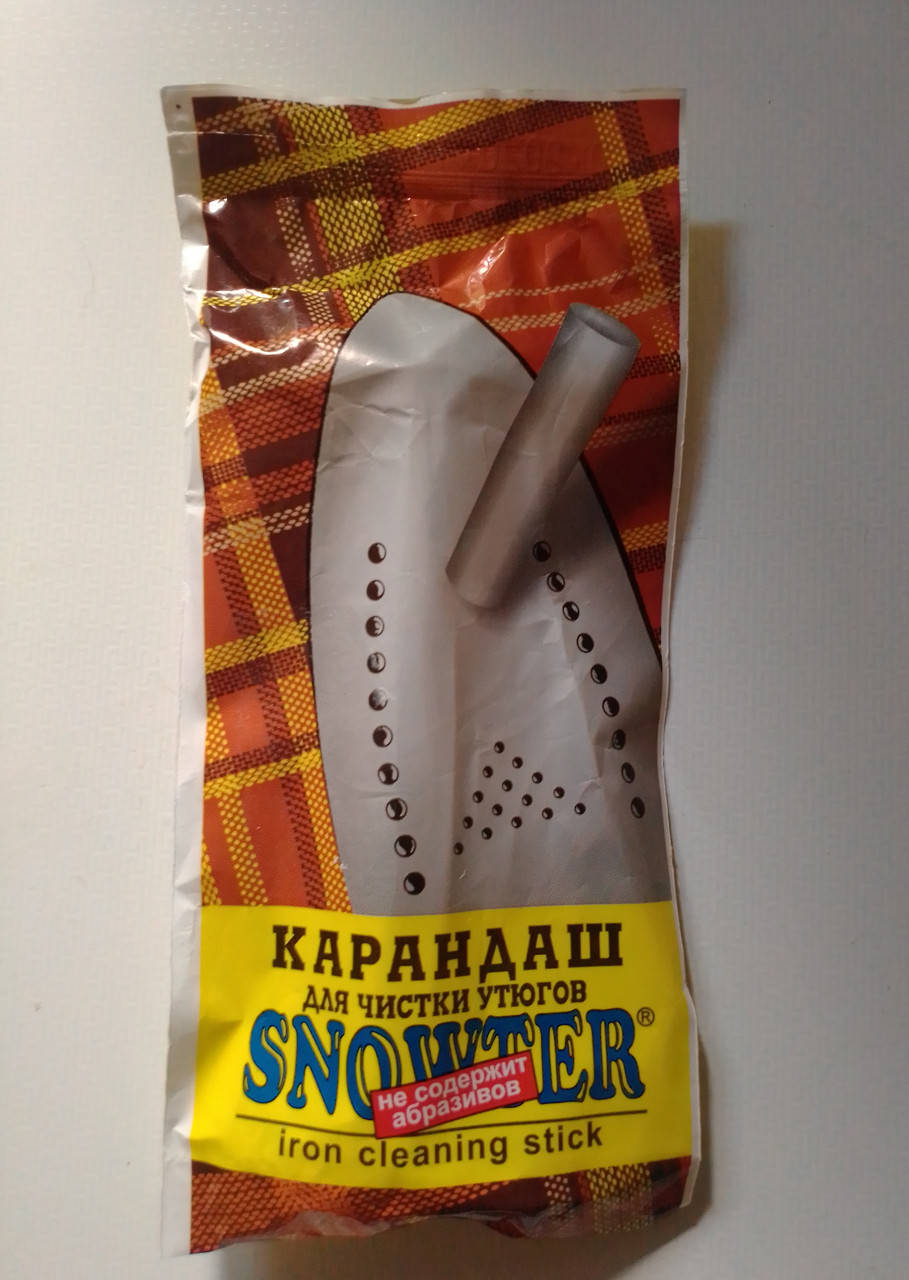 КАРАНДАШ
ДЛЯ ЧИСТКИ УТЮГОВ
SNOWTER®
не содержит
абразивов
iron cleaning stick